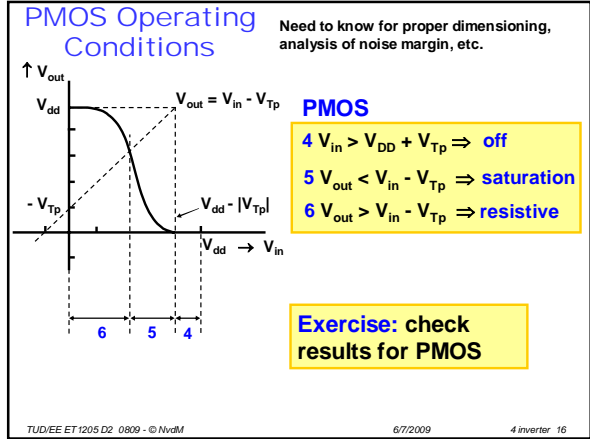 PMOS Operating
Conditions
Need to know for proper dimensioning,
analysis of noise margin, etc.
↑ Vout
Vdd
Vout = Vin - VTp
- VTp
Vdd - |VTp|
Vdd → Vin
6 5 4
PMOS
4 Vin > VDD + VTp ⇒ off
5 Vout < Vin - VTp ⇒ saturation
6 Vout > Vin - VTp ⇒ resistive
Exercise: check
results for PMOS
TUD/EE ET1205 D2 0809 - © NvdM
6/7/2009
4 inverter 16